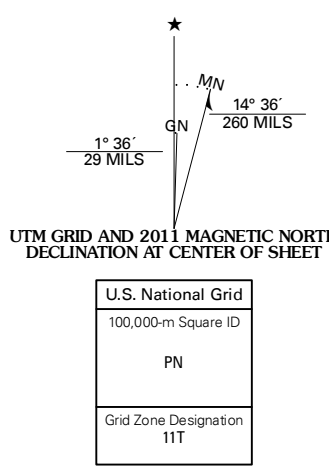 ★
MN
GN
14° 36´
260 MILS
1° 36´
29 MILS
UTM GRID AND 2011 MAGNETIC NORTH
DECLINATION AT CENTER OF SHEET
U.S. National Grid
100,000-m Square ID
PN
Grid Zone Designation
11T